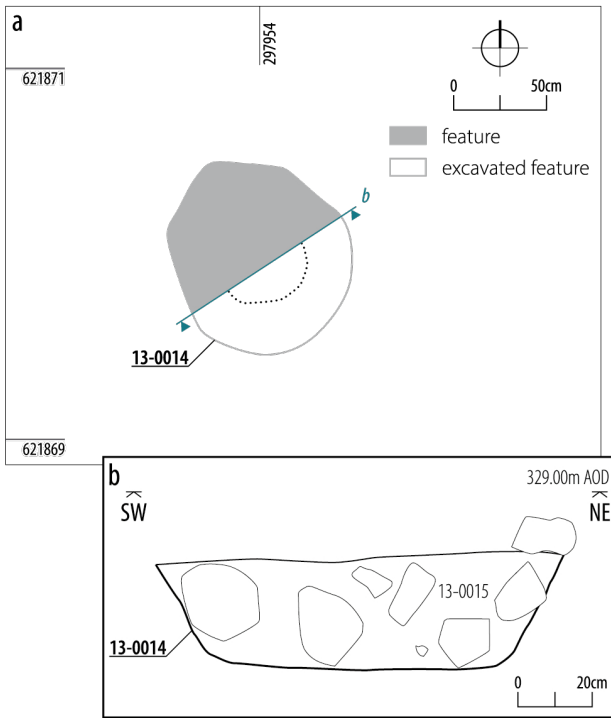 a
297954
621871
0 50cm
feature
excavated feature
b
13-0014
621869
b
329.00m AOD
SW
NE
13-0015
13-0014
0 20cm